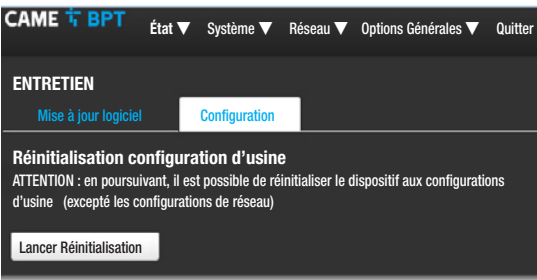 CAME BPT État ▼ Système ▼ Réseau ▼ Options Générales ▼ Quitter
ENTRETIEN
Mise à jour logiciel Configuration
Réinitialisation configuration d'usine
ATTENTION : en poursuivant, il est possible de réinitialiser le dispositif aux configurations
d'usine (excepté les configurations de réseau)
Lancer Réinitialisation